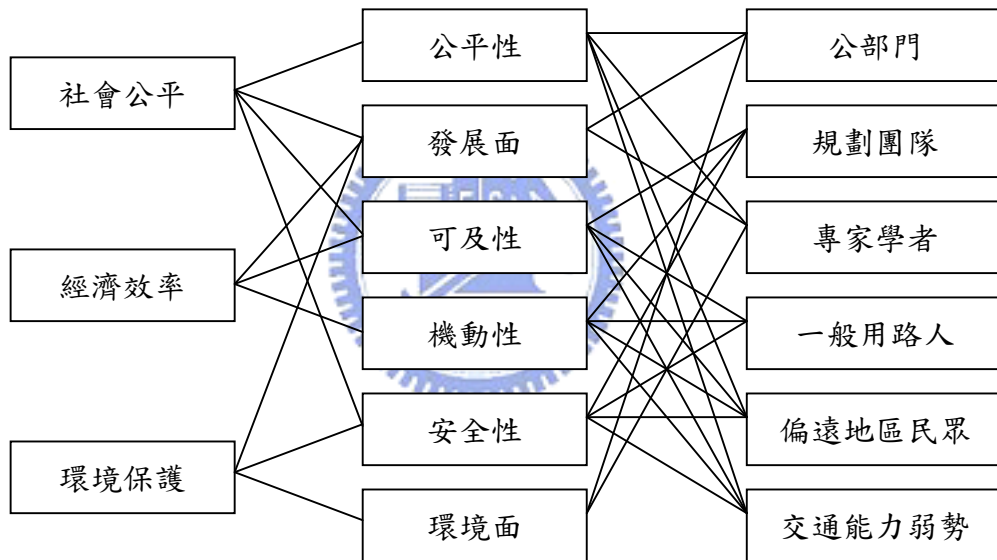 社會公平
經濟效率
環境保護
公平性
發展面
可及性
機動性
安全性
環境面
公部門
規劃團隊
專家學者
一般用路人
偏遠地區民眾
交通能力弱勢